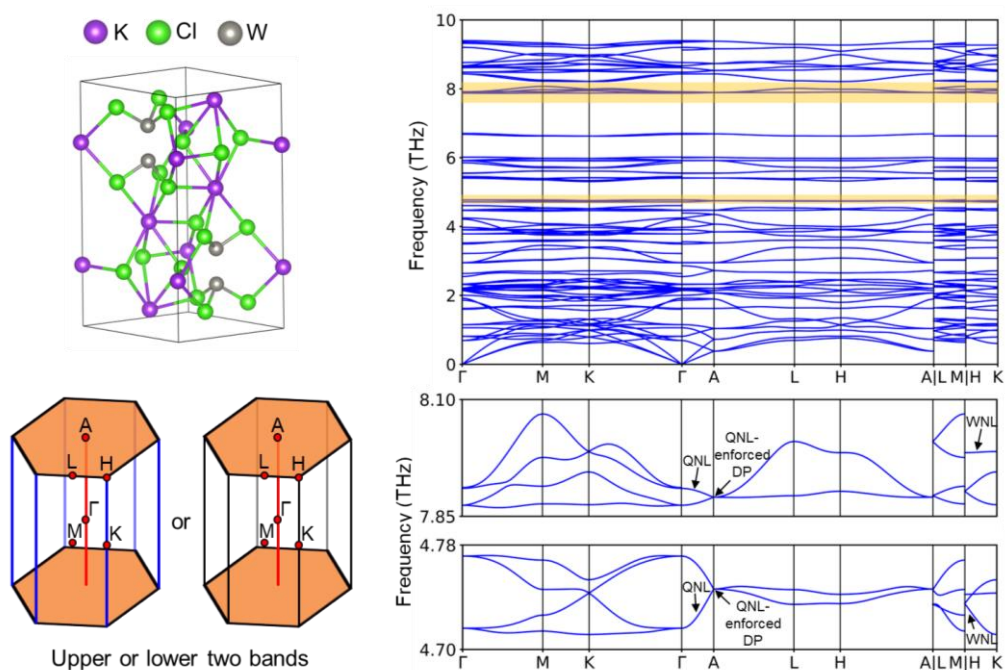 K Cl W
10
8
6
4
2
0
Frequency (THz)
Γ M K Γ A L H A|L M|H K
A
L H
Γ
M K
or
A
L H
Γ
M K
Upper or lower two bands
8.10
7.85
Frequency (THz)
QNL
QNL-
enforced
DP
WNL
4.78
4.70
QNL
QNL-
enforced
DP
WNL
Γ M K Γ A L H A|L M|H K